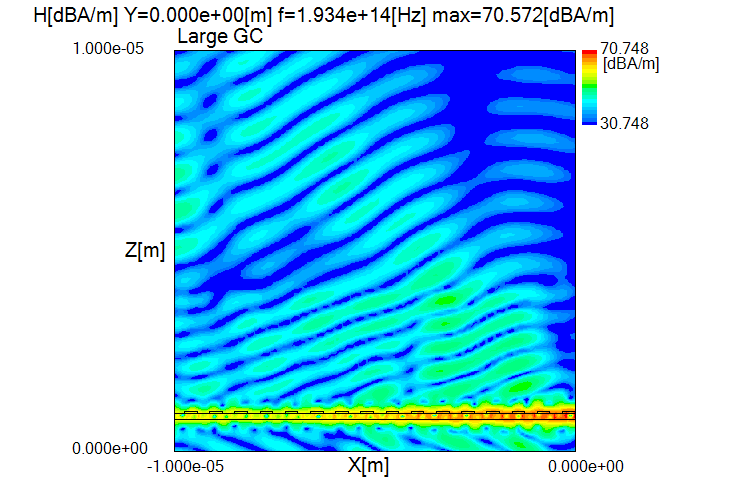 H[dBA/m] Y=0.000e+00[m] f=1.934e+14[Hz] max=70.572[dBA/m]
Large GC
1.000e-05
70.748
[dBA/m]
30.748
Z[m]
0.000e+00
-1.000e-05
X[m]
0.000e+00